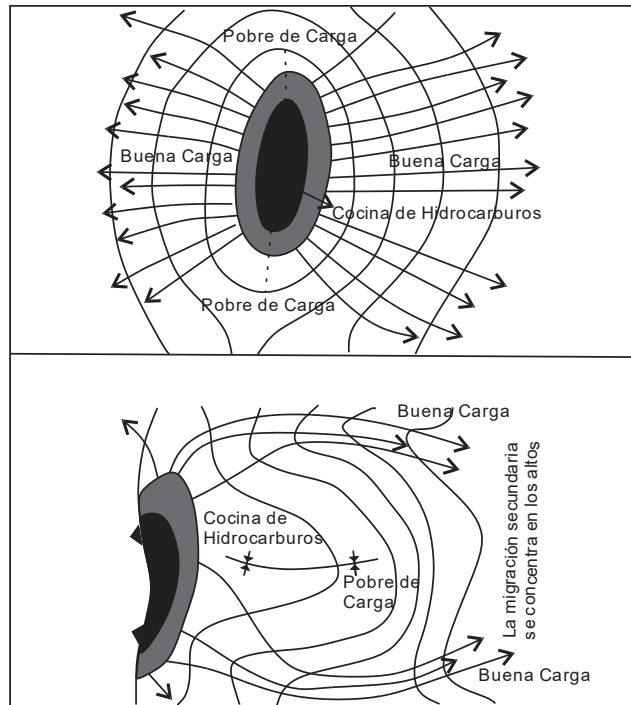 Pobre de Carga
Buena Carga
Buena Carga
Cocina de Hidrocarburos
Pobre de Carga
Buena Carga
Cocina de
Hidrocarburos
Pobre de
Carga
La migración secundaria
se concentra en los altos
Buena Carga